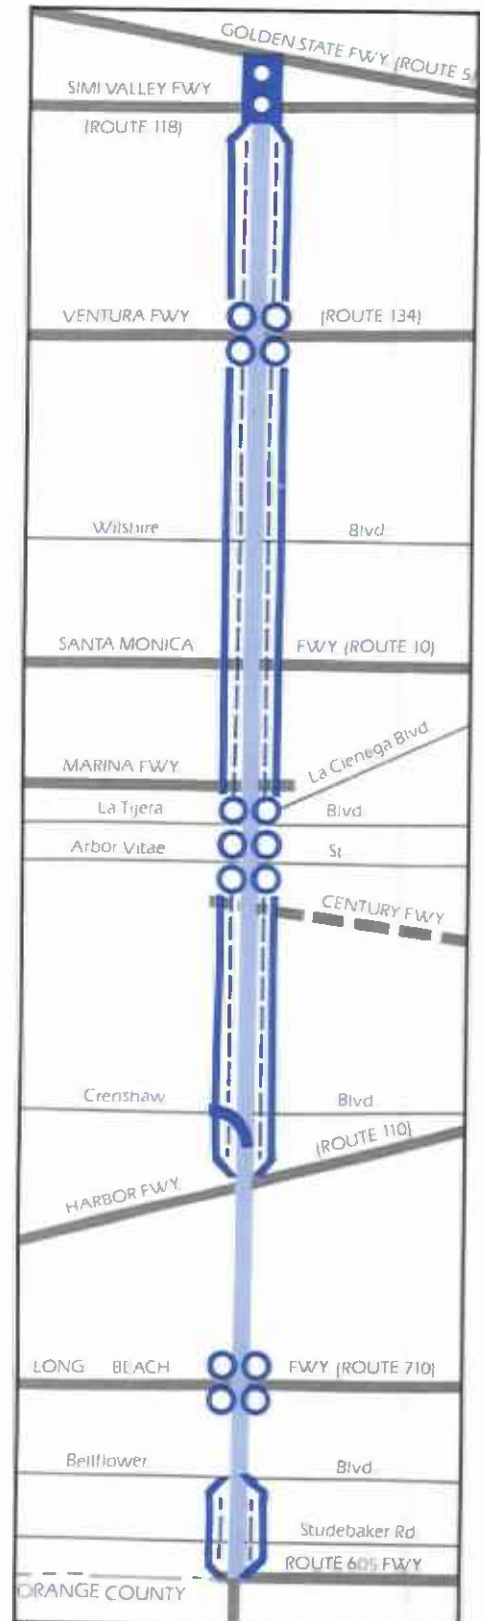 GOLDEN STATE FWY (ROUTE 5)
SIMI VALLEY FWY
(ROUTE 118)
VENTURA FWY (ROUTE 134)
Wilshire Blvd
SANTA MONICA FWY (ROUTE 10)
La Cienega Blvd
MARINA FWY
La Tijera Blvd
Arbor Vitae St
CENTURY FWY
Crenshaw Blvd
(ROUTE 110)
HARBOR FWY
LONG BEACH FWY (ROUTE 710)
Bellflower Blvd
Studebaker Rd
ROUTE 605 FWY
ORANGE COUNTY